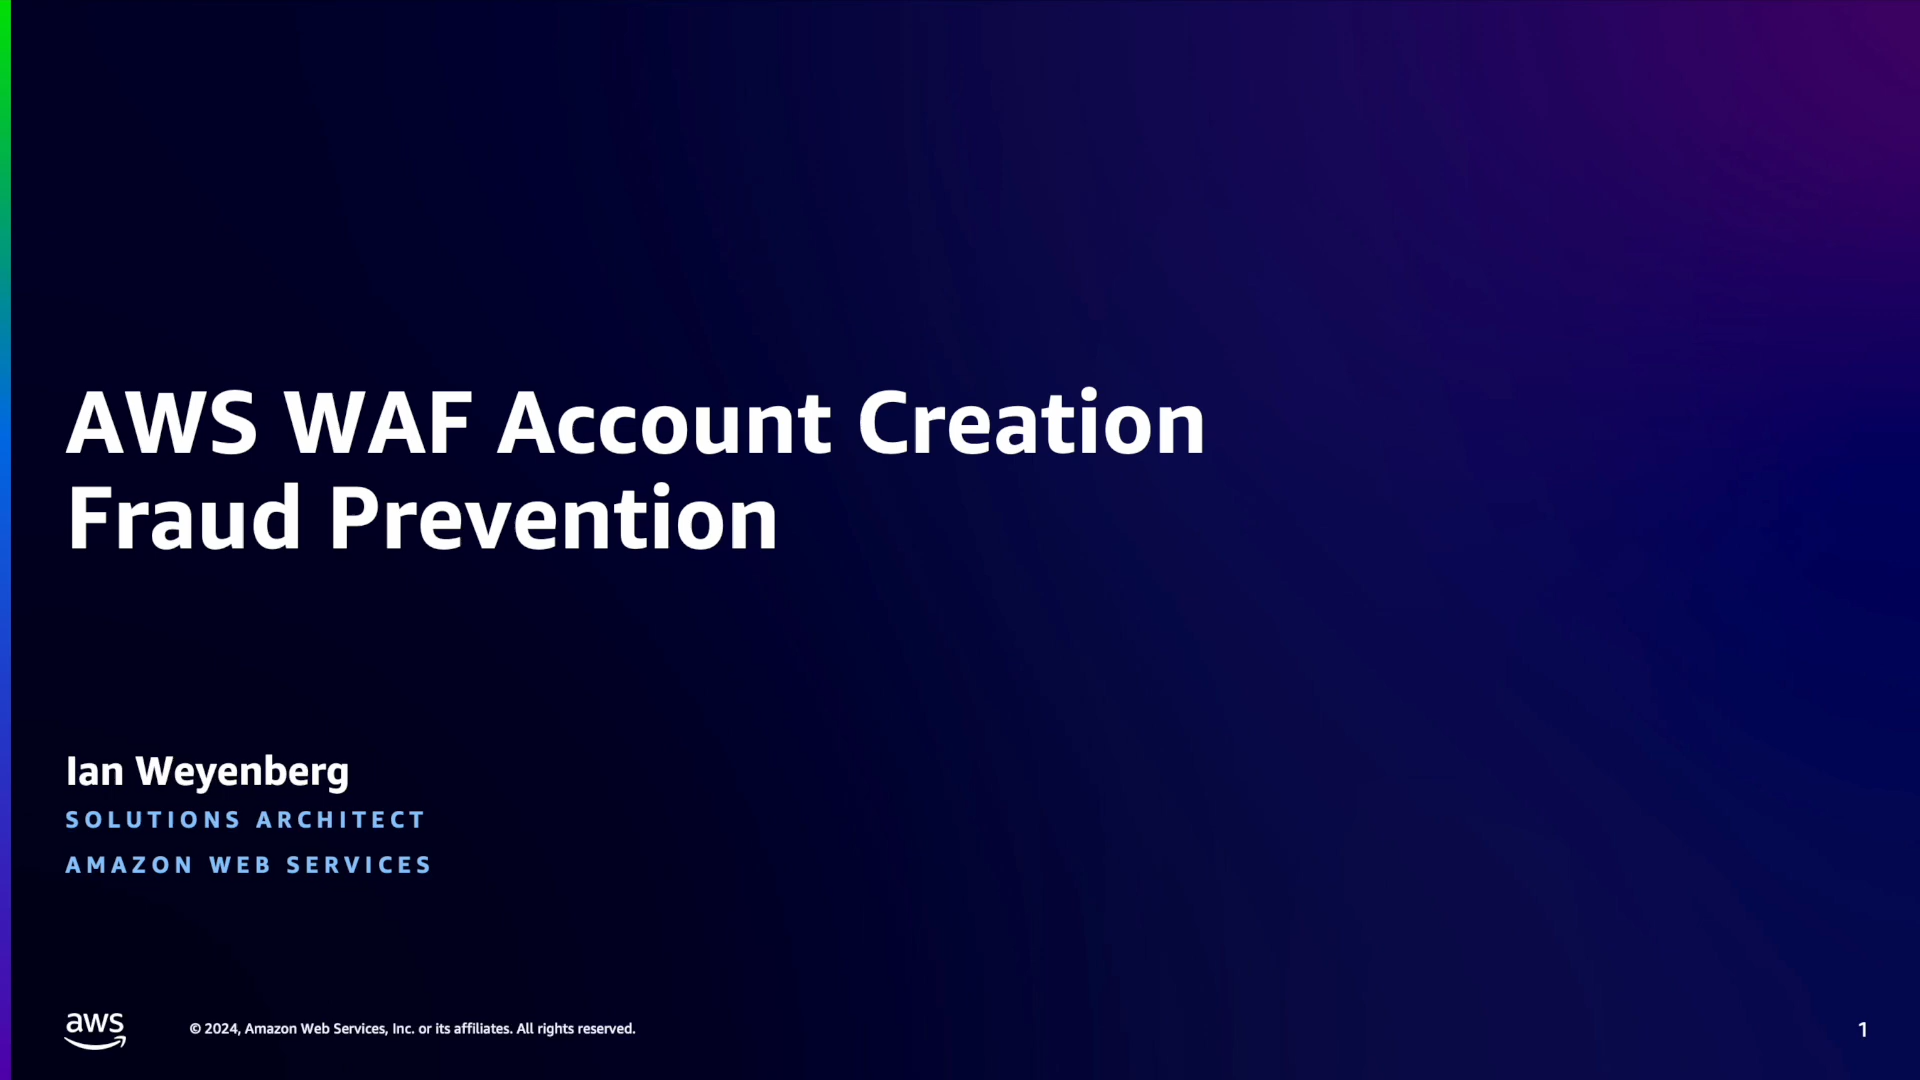 AWS WAF Account Creation
Fraud Prevention
Ian Weyenberg
SOLUTIONS ARCHITECT
AMAZON WEB SERVICES
aws
© 2024, Amazon Web Services, Inc. or its affiliates. All rights reserved.
1